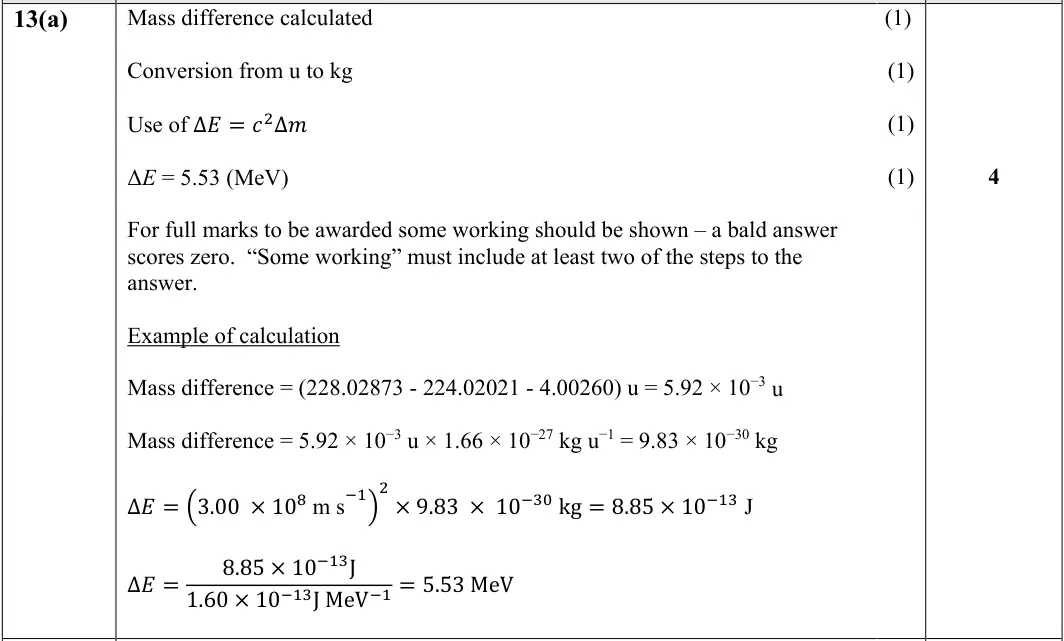 13(a)
Mass difference calculated (1)
Conversion from u to kg (1)
Use of Δ𝐸 = 𝑐²Δ𝑚 (1)
Δ𝐸 = 5.53 (MeV) (1) 4
For full marks to be awarded some working should be shown – a bald answer
scores zero. “Some working” must include at least two of the steps to the
answer.
Example of calculation
Mass difference = (228.02873 - 224.02021 - 4.00260) u = 5.92 × 10⁻³ u
Mass difference = 5.92 × 10⁻³ u × 1.66 × 10⁻²⁷ kg u⁻¹ = 9.83 × 10⁻³⁰ kg
Δ𝐸 = (3.00 × 10⁸ m s⁻¹)² × 9.83 × 10⁻³⁰ kg = 8.85 × 10⁻¹³ J
Δ𝐸 = 8.85 × 10⁻¹³J / 1.60 × 10⁻¹³J MeV⁻¹ = 5.53 MeV